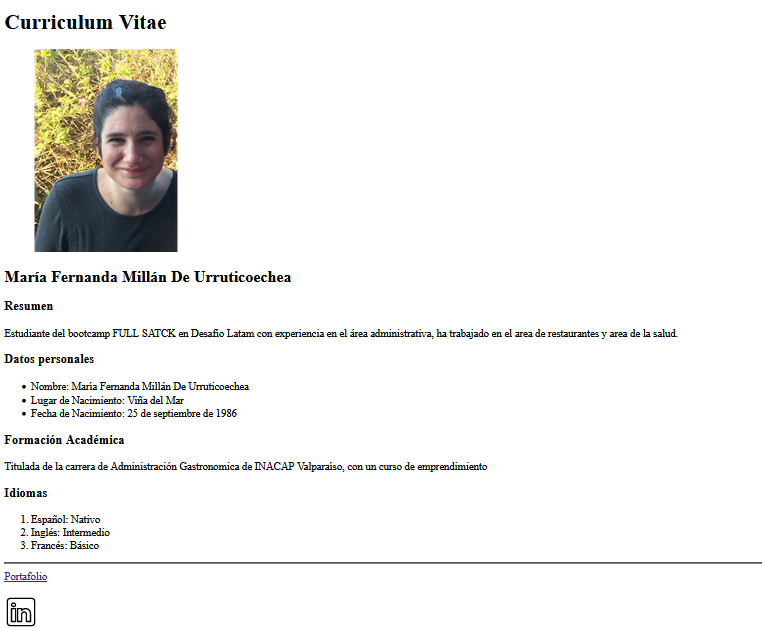 Curriculum Vitae
María Fernanda Millán De Urruticoechea
Resumen
Estudiante del bootcamp FULL SATCK en Desafio Latam con experiencia en el área administrativa, ha trabajado en el area de restaurantes y area de la salud.
Datos personales
• Nombre: Maria Fernanda Millán De Urruticoechea
• Lugar de Nacimiento: Viña del Mar
• Fecha de Nacimiento: 25 de septiembre de 1986
Formación Académica
Titulada de la carrera de Administración Gastronomica de INACAP Valparaíso, con un curso de emprendimiento
Idiomas
1. Español: Nativo
2. Inglés: Intermedio
3. Francés: Básico
Portafolio
in